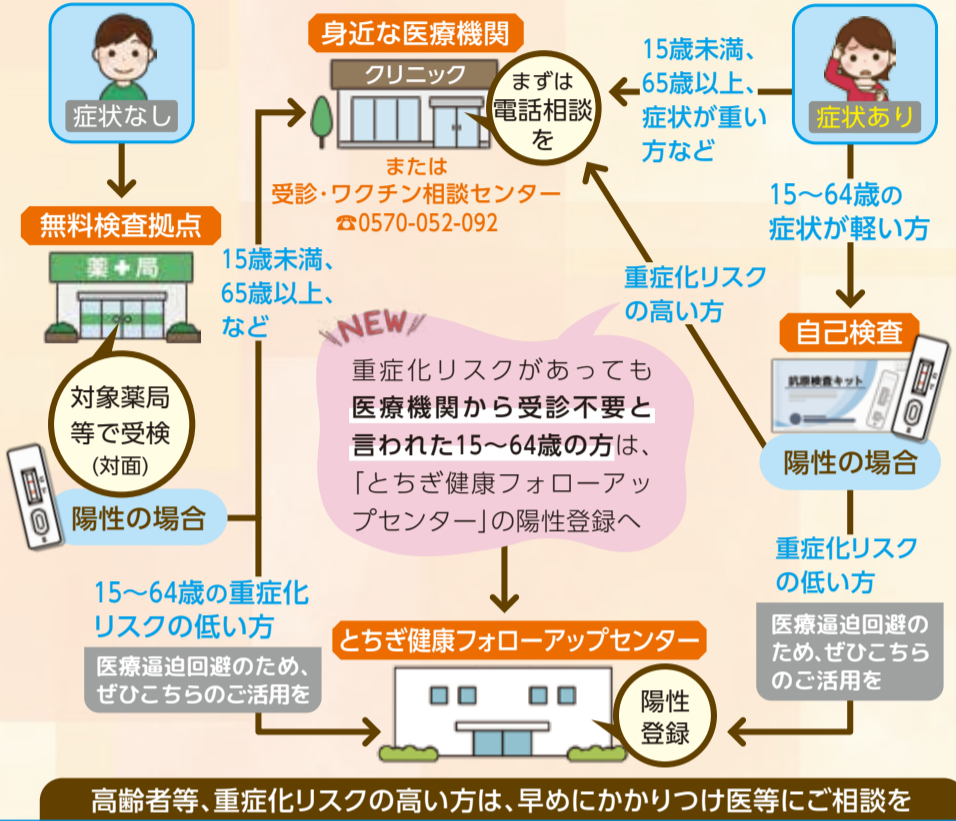 症状なし
身近な医療機関
クリニック
まずは
電話相談
を
または
受診・ワクチン相談センター
☎0570-052-092
15歳未満、
65歳以上、
症状が重い
方など
症状あり
15〜64歳の
症状が軽い方
無料検査拠点
薬+局
対象薬局
等で受検
(対面)
陽性の場合
15歳未満、
65歳以上、
など
重症化リスク
の高い方
自己検査
抗原検査キット
陽性の場合
NEW
重症化リスクがあっても
医療機関から受診不要と
言われた15〜64歳の方は、
「とちぎ健康フォローアッ
プセンター」の陽性登録へ
15〜64歳の重症化
リスクの低い方
医療逼迫回避のため、
ぜひこちらのご活用を
重症化リスク
の低い方
医療逼迫回避の
ため、ぜひこちら
のご活用を
とちぎ健康フォローアップセンター
陽性
登録
高齢者等、重症化リスクの高い方は、早めにかかりつけ医等にご相談を